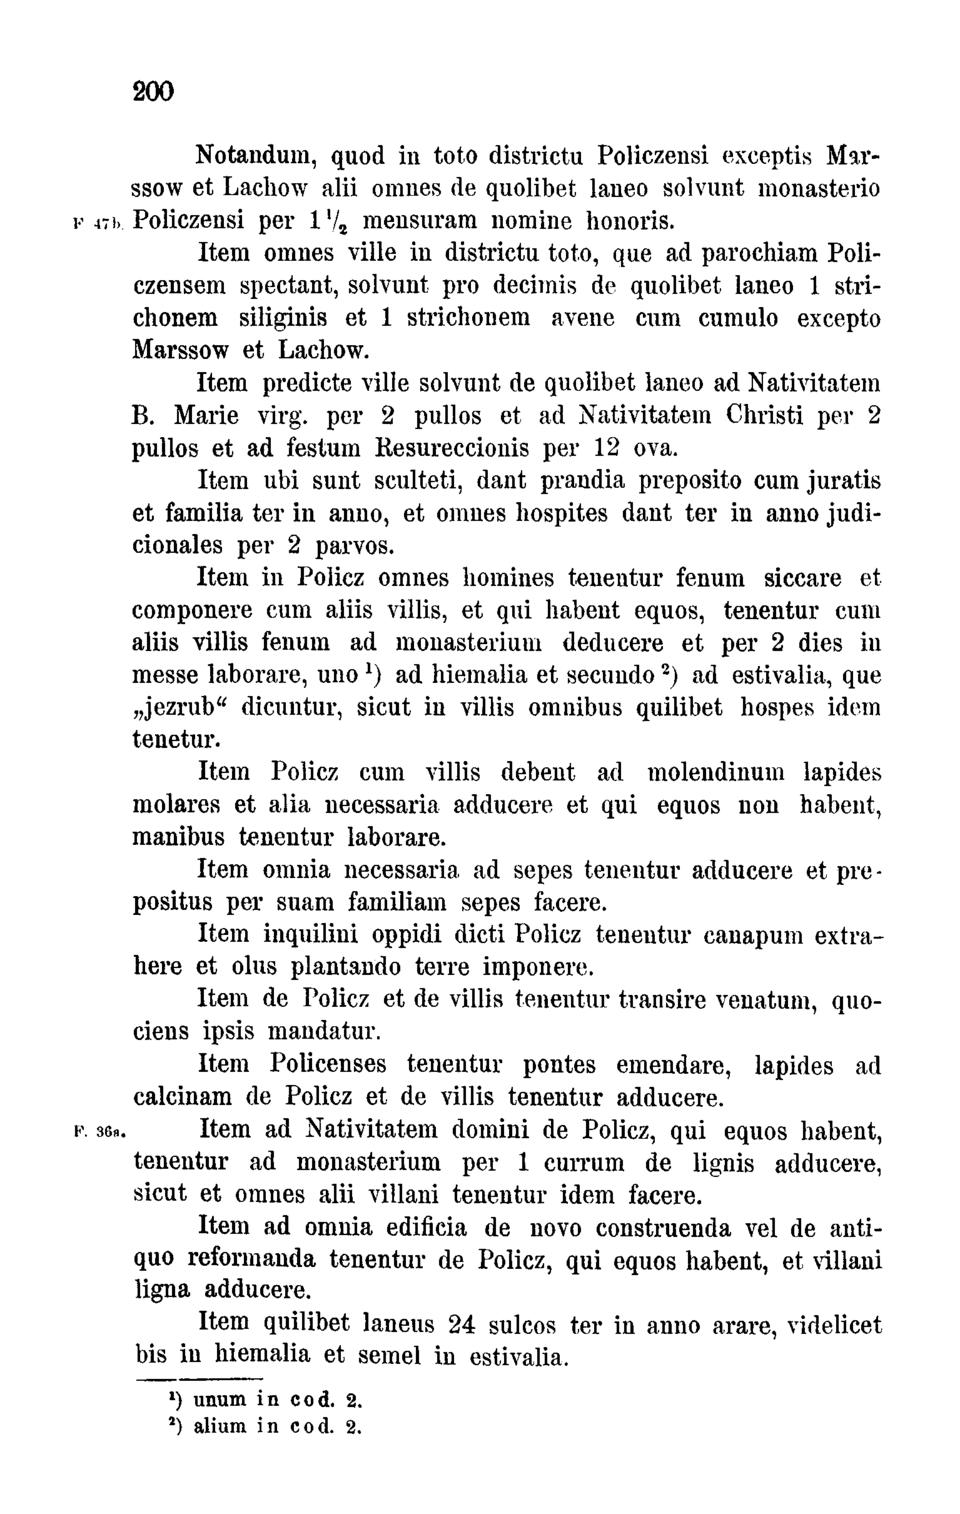 200
Notandum, quod in toto districtu Policzensi exceptis Mar-
ssow et Lachow alii omnes de quolibet laneo solvunt monasterio
F 47b. Policzensi per 1 1/2 mensuram nomine honoris.
Item omnes ville in districtu toto, que ad parochiam Poli-
czensem spectant, solvunt pro decimis de quolibet laneo 1 stri-
chonem siliginis et 1 strichonem avene cum cumulo excepto
Marssow et Lachow.
Item predicte ville solvunt de quolibet laneo ad Nativitatem
B. Marie virg. per 2 pullos et ad Nativitatem Christi per 2
pullos et ad festum Resureccionis per 12 ova.
Item ubi sunt sculteti, dant prandia preposito cum juratis
et familia ter in anno, et omnes hospites dant ter in anno judi-
cionales per 2 parvos.
Item in Policz omnes homines tenentur fenum siccare et
componere cum aliis villis, et qui habent equos, tenentur cum
aliis villis fenum ad monasterium deducere et per 2 dies in
messe laborare, uno ¹) ad hiemalia et secundo ²) ad estivalia, que
„jezrub“ dicuntur, sicut in villis omnibus quilibet hospes idem
tenetur.
Item Policz cum villis debent ad molendinum lapides
molares et alia necessaria adducere et qui equos non habent,
manibus tenentur laborare.
Item omnia necessaria ad sepes tenentur adducere et pre-
positus per suam familiam sepes facere.
Item inquilini oppidi dicti Policz tenentur canapum extra-
here et olus plantando terre imponere.
Item de Policz et de villis tenentur transire venatum, quo-
ciens ipsis mandatur.
Item Policenses tenentur pontes emendare, lapides ad
calcinam de Policz et de villis tenentur adducere.
F. 36a. Item ad Nativitatem domini de Policz, qui equos habent,
tenentur ad monasterium per 1 currum de lignis adducere,
sicut et omnes alii villani tenentur idem facere.
Item ad omnia edificia de novo construenda vel de anti-
quo reformanda tenentur de Policz, qui equos habent, et villani
ligna adducere.
Item quilibet laneus 24 sulcos ter in anno arare, videlicet
bis in hiemalia et semel in estivalia.
¹) unum in cod. 2.
²) alium in cod. 2.